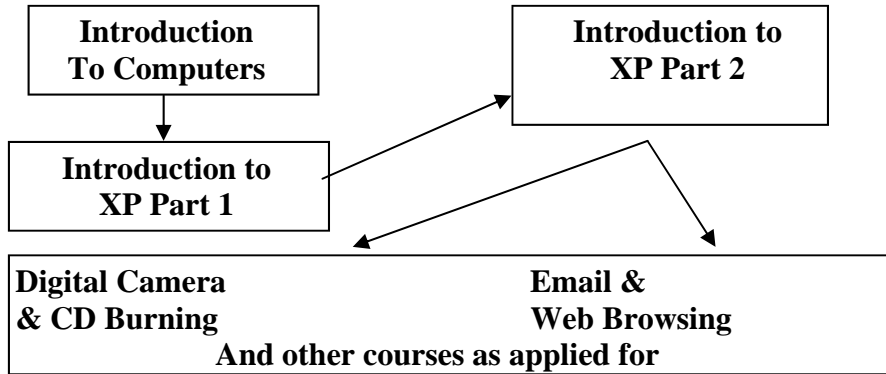 Introduction
To Computers
Introduction to
XP Part 1
Introduction to
XP Part 2
Digital Camera
& CD Burning
Email &
Web Browsing
And other courses as applied for